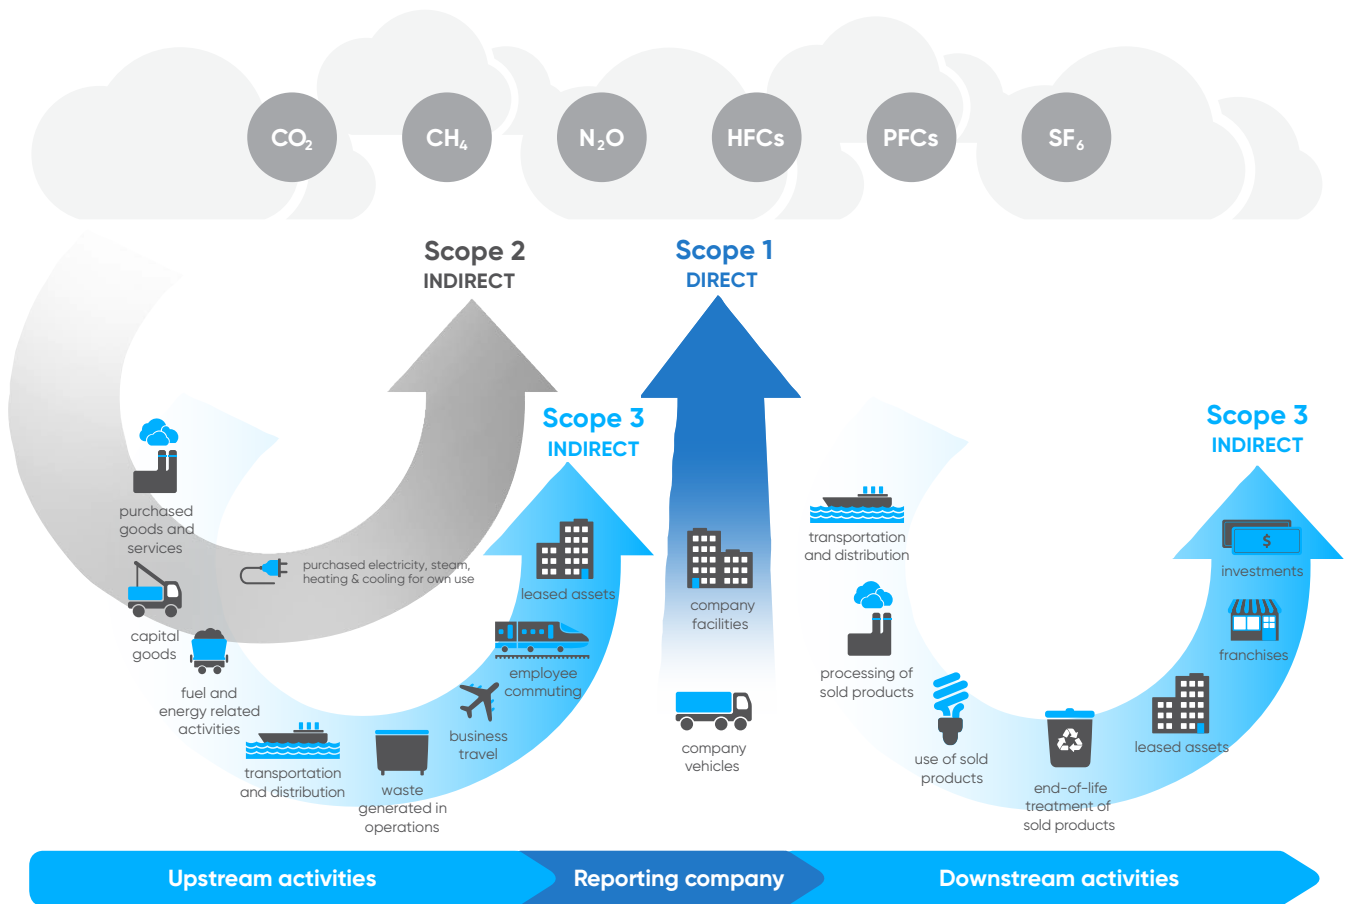 CO₂
CH₄
N₂O
HFCs
PFCs
SF₆
Scope 2
INDIRECT
Scope 1
DIRECT
Scope 3
INDIRECT
Scope 3
INDIRECT
purchased
goods and
services
capital
goods
fuel and
energy related
activities
purchased electricity, steam,
heating & cooling for own use
transportation
and distribution
waste
generated in
operations
business
travel
employee
commuting
leased assets
company
facilities
company
vehicles
transportation
and distribution
processing of
sold products
use of sold
products
end-of-life
treatment of
sold products
leased assets
franchises
$
investments
Upstream activities
Reporting company
Downstream activities